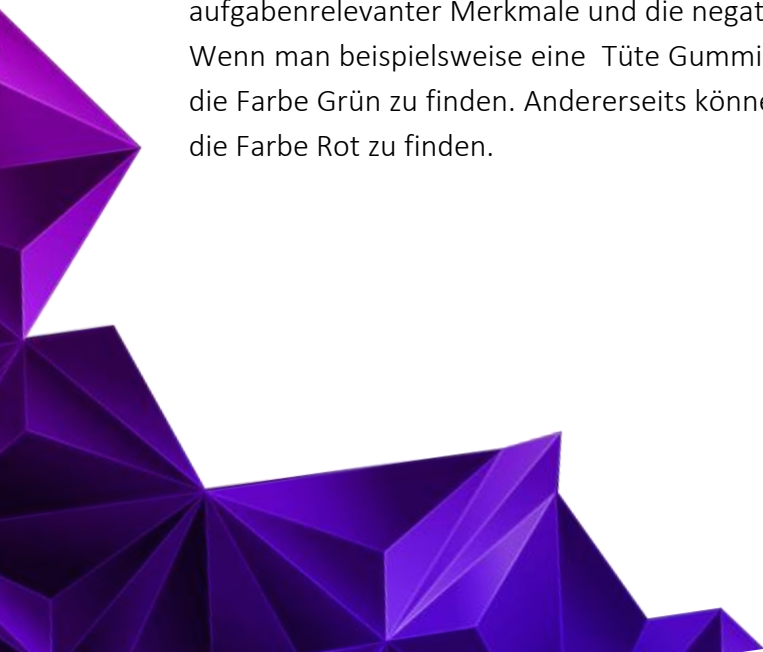 aufgabenrelevanter Merkmale und die negat
Wenn man beispielsweise eine  Tüte Gummi
die Farbe Grün zu finden. Andererseits könne
die Farbe Rot zu finden.